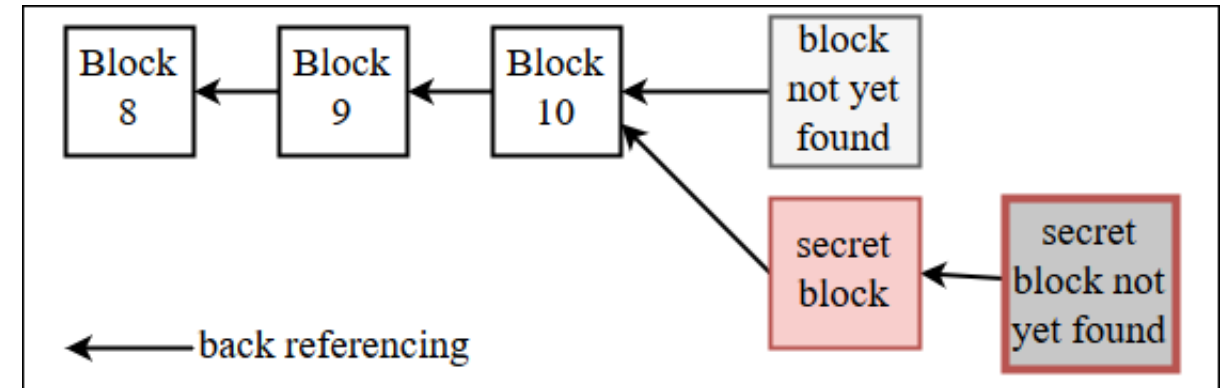 Block
8
Block
9
Block
10
block
not yet
found
secret
block
secret
block not
yet found
back referencing